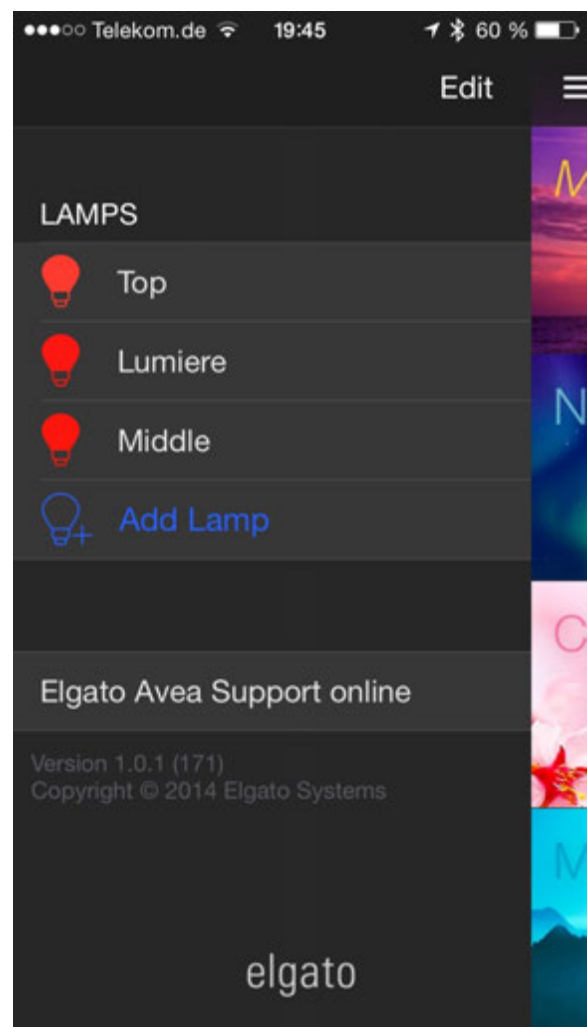 Telekom.de 19:45 60 %
Edit
LAMPS
Top
Lumiere
Middle
Add Lamp
Elgato Avea Support online
Version 1.0.1 (171)
Copyright © 2014 Elgato Systems
elgato
M
N
C
M